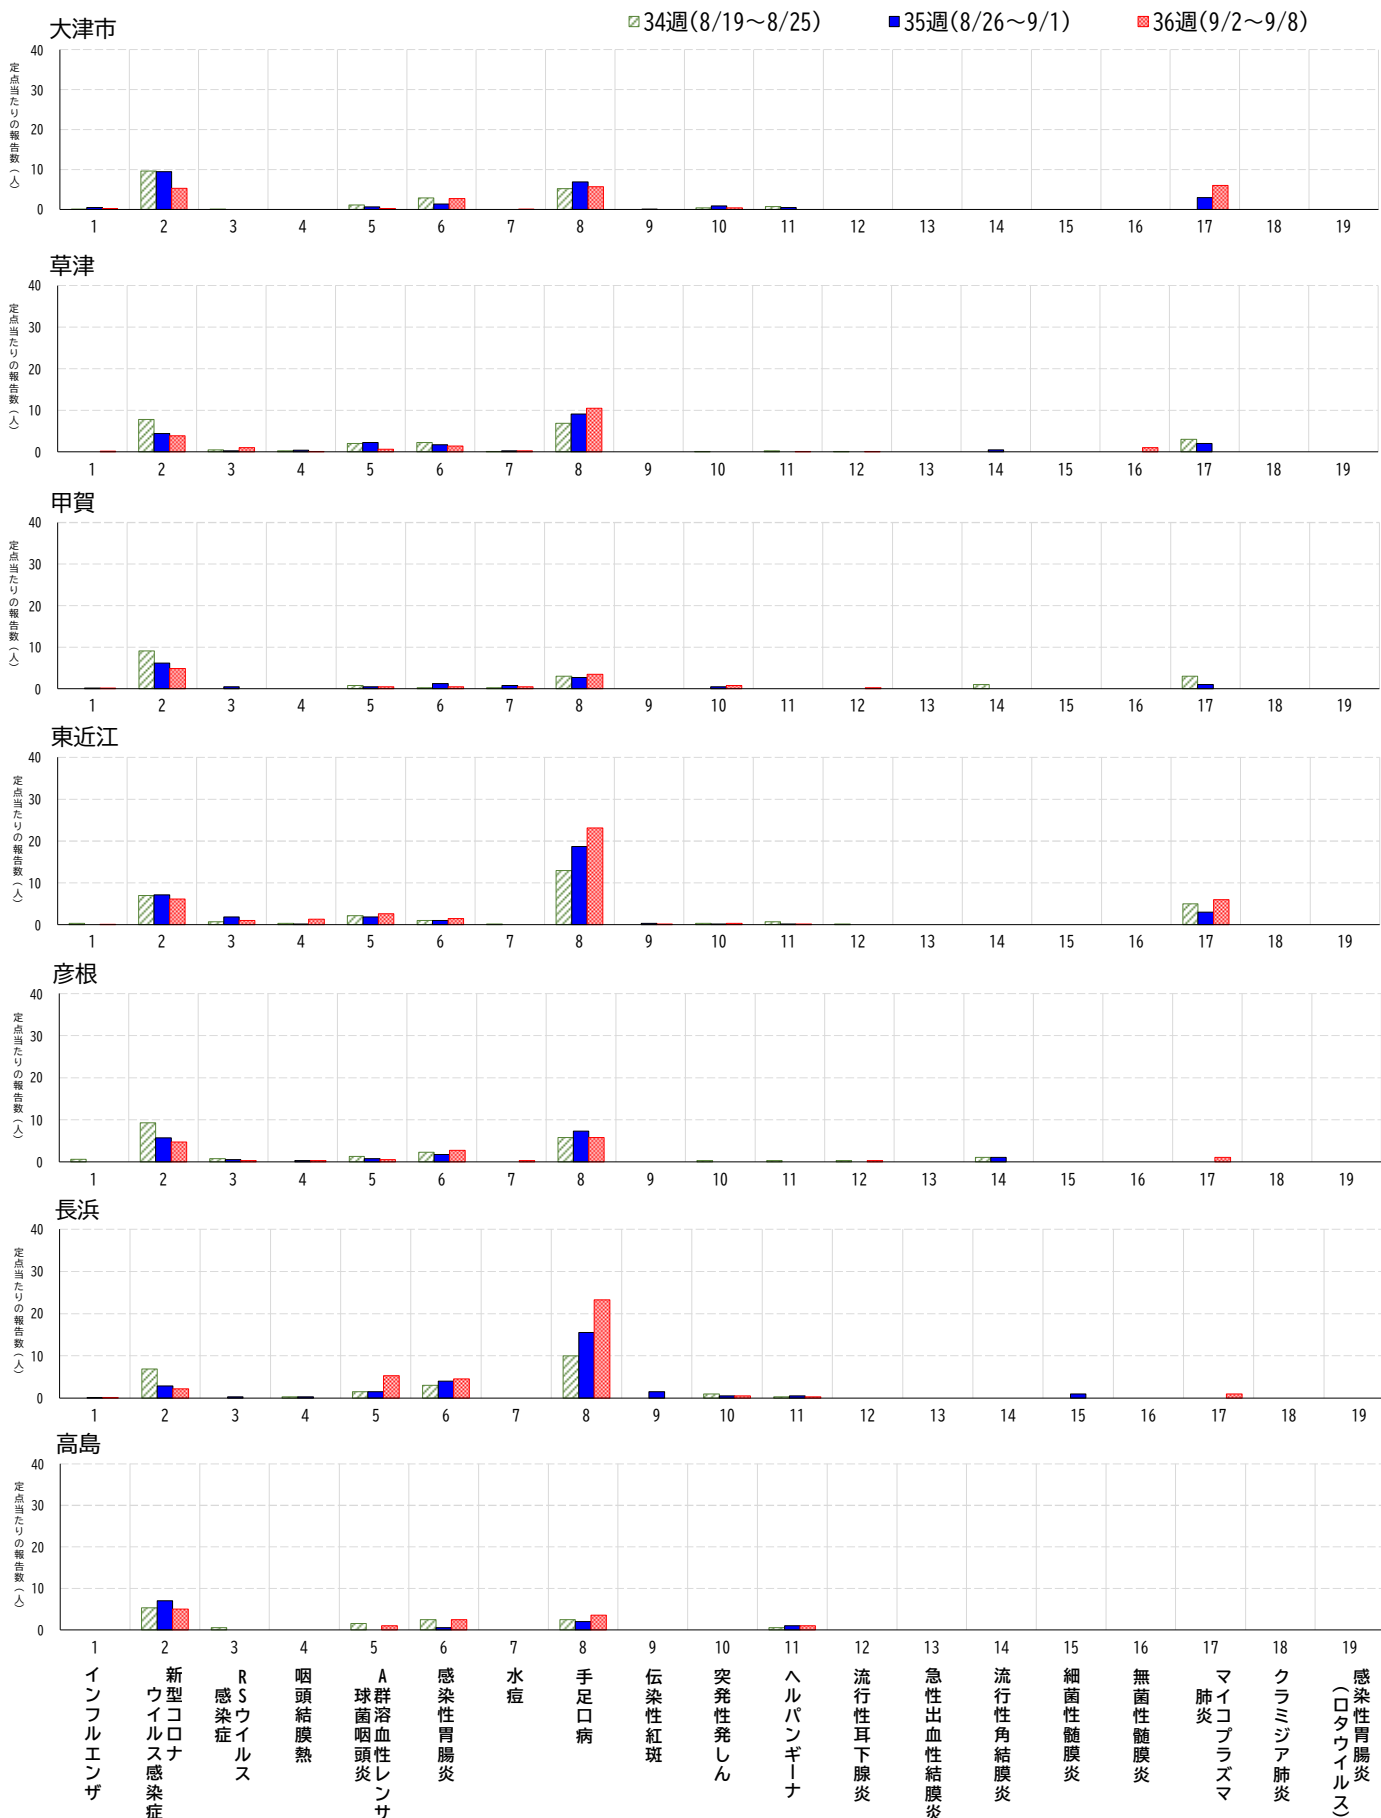 大津市
34週(8/19～8/25) 35週(8/26～9/1) 36週(9/2～9/8)
定点当たりの報告数（人）
40
30
20
10
0
1 2 3 4 5 6 7 8 9 10 11 12 13 14 15 16 17 18 19
草津
定点当たりの報告数（人）
40
30
20
10
0
1 2 3 4 5 6 7 8 9 10 11 12 13 14 15 16 17 18 19
甲賀
定点当たりの報告数（人）
40
30
20
10
0
1 2 3 4 5 6 7 8 9 10 11 12 13 14 15 16 17 18 19
東近江
定点当たりの報告数（人）
40
30
20
10
0
1 2 3 4 5 6 7 8 9 10 11 12 13 14 15 16 17 18 19
彦根
定点当たりの報告数（人）
40
30
20
10
0
1 2 3 4 5 6 7 8 9 10 11 12 13 14 15 16 17 18 19
長浜
定点当たりの報告数（人）
40
30
20
10
0
1 2 3 4 5 6 7 8 9 10 11 12 13 14 15 16 17 18 19
高島
定点当たりの報告数（人）
40
30
20
10
0
1 2 3 4 5 6 7 8 9 10 11 12 13 14 15 16 17 18 19
インフルエンザ
新型コロナ
ウイルス感染症
RSウイルス
感染症
咽頭結膜熱
A群溶血性レンサ
球菌咽頭炎
感染性胃腸炎
水痘
手足口病
伝染性紅斑
突発性発しん
ヘルパンギーナ
流行性耳下腺炎
急性出血性結膜炎
流行性角結膜炎
細菌性髄膜炎
無菌性髄膜炎
マイコプラズマ
肺炎
クラミジア肺炎
感染性胃腸炎
（ロタウイルス）